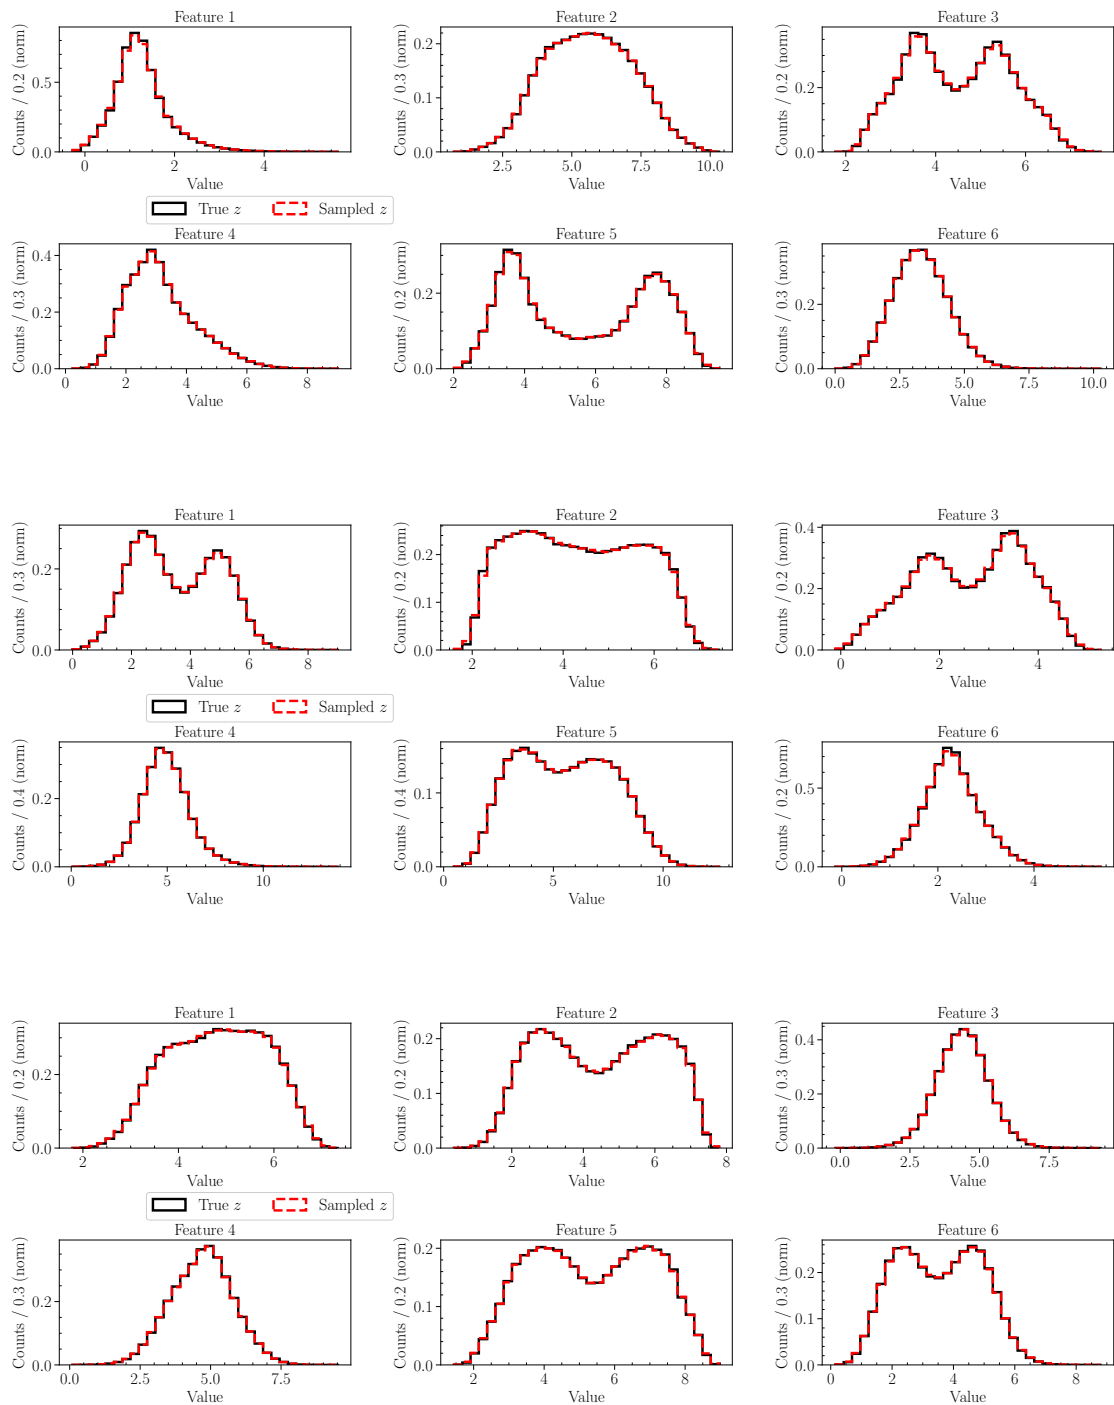 Feature 1
Feature 2
Feature 3
Counts / 0.2 (norm)
0.5
0.0
0
2
4
Value
Counts / 0.3 (norm)
0.2
0.1
0.0
2.5
5.0
7.5
10.0
Value
Counts / 0.2 (norm)
0.2
0.0
2
4
6
Value
True z
Sampled z
Feature 4
Feature 5
Feature 6
Counts / 0.3 (norm)
0.4
0.2
0.0
0
2
4
6
8
Value
Counts / 0.2 (norm)
0.2
0.0
2
4
6
8
Value
Counts / 0.3 (norm)
0.2
0.0
0.0
2.5
5.0
7.5
10.0
Value
Feature 1
Feature 2
Feature 3
Counts / 0.3 (norm)
0.2
0.0
0
2
4
6
8
Value
Counts / 0.2 (norm)
0.2
0.1
0.0
2
4
6
Value
Counts / 0.2 (norm)
0.4
0.2
0.0
0
2
4
Value
True z
Sampled z
Feature 4
Feature 5
Feature 6
Counts / 0.4 (norm)
0.2
0.0
0
5
10
Value
Counts / 0.4 (norm)
0.1
0.0
0
5
10
Value
Counts / 0.2 (norm)
0.5
0.0
0
2
4
Value
Feature 1
Feature 2
Feature 3
Counts / 0.2 (norm)
0.2
0.0
2
4
6
Value
Counts / 0.2 (norm)
0.2
0.1
0.0
2
4
6
8
Value
Counts / 0.3 (norm)
0.4
0.2
0.0
0.0
2.5
5.0
7.5
Value
True z
Sampled z
Feature 4
Feature 5
Feature 6
Counts / 0.3 (norm)
0.2
0.0
0.0
2.5
5.0
7.5
Value
Counts / 0.2 (norm)
0.2
0.1
0.0
2
4
6
8
Value
Counts / 0.3 (norm)
0.2
0.1
0.0
0
2
4
6
8
Value